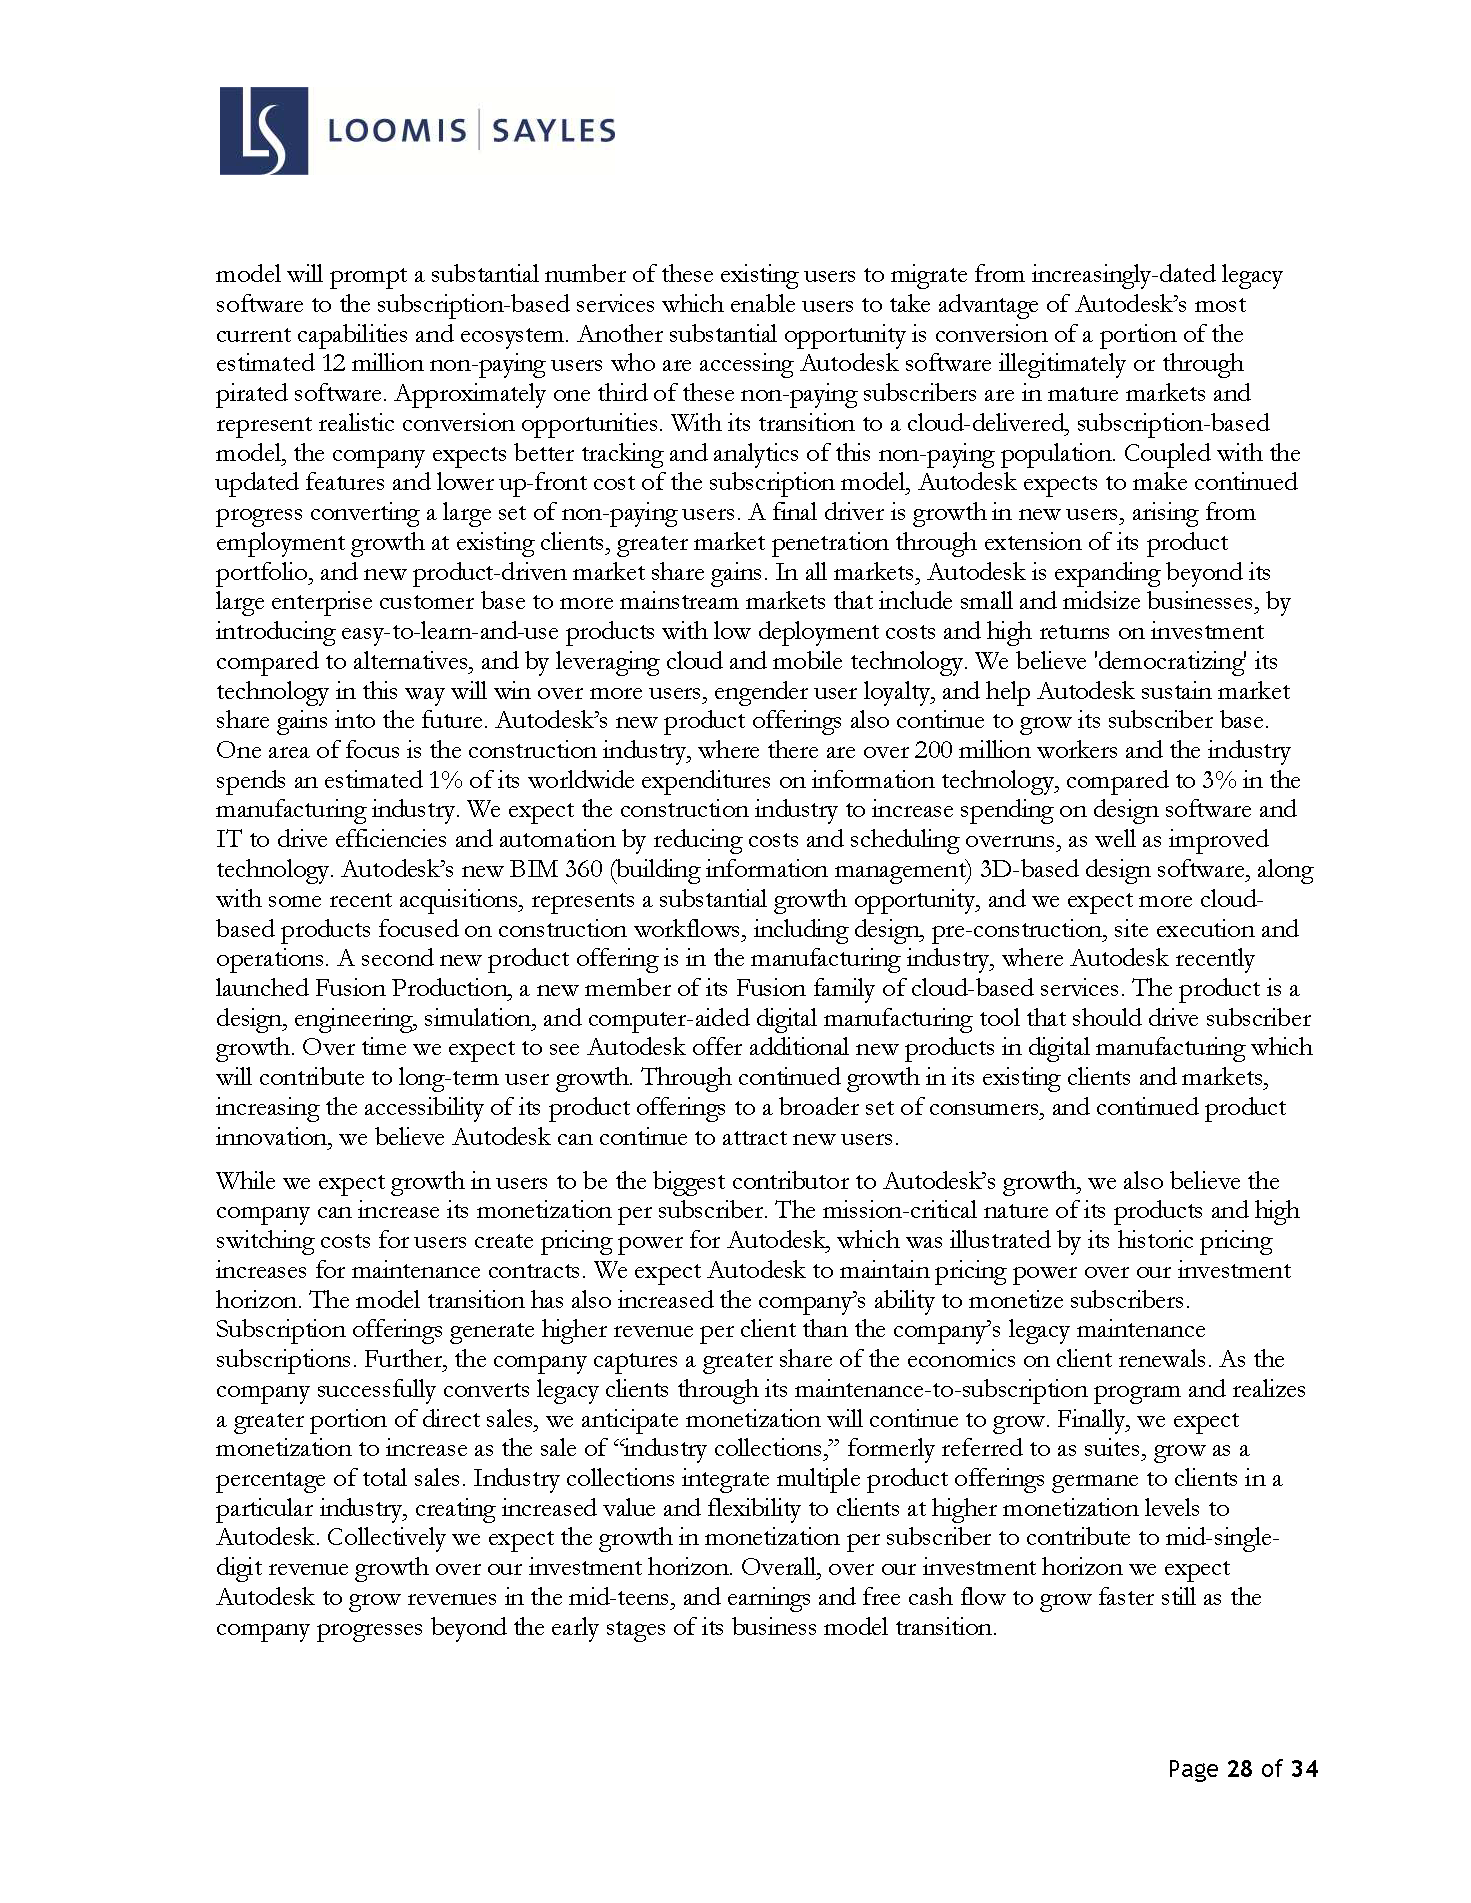 LS LOOMIS | SAYLES
model will prompt a substantial number of these existing users to migrate from increasingly-dated legacy
software to the subscription-based services which enable users to take advantage of Autodesk’s most
current capabilities and ecosystem. Another substantial opportunity is conversion of a portion of the
estimated 12 million non-paying users who are accessing Autodesk software illegitimately or through
pirated software. Approximately one third of these non-paying subscribers are in mature markets and
represent realistic conversion opportunities. With its transition to a cloud-delivered, subscription-based
model, the company expects better tracking and analytics of this non-paying population. Coupled with the
updated features and lower up-front cost of the subscription model, Autodesk expects to make continued
progress converting a large set of non-paying users. A final driver is growth in new users, arising from
employment growth at existing clients, greater market penetration through extension of its product
portfolio, and new product-driven market share gains. In all markets, Autodesk is expanding beyond its
large enterprise customer base to more mainstream markets that include small and midsize businesses, by
introducing easy-to-learn-and-use products with low deployment costs and high returns on investment
compared to alternatives, and by leveraging cloud and mobile technology. We believe 'democratizing' its
technology in this way will win over more users, engender user loyalty, and help Autodesk sustain market
share gains into the future. Autodesk’s new product offerings also continue to grow its subscriber base.
One area of focus is the construction industry, where there are over 200 million workers and the industry
spends an estimated 1% of its worldwide expenditures on information technology, compared to 3% in the
manufacturing industry. We expect the construction industry to increase spending on design software and
IT to drive efficiencies and automation by reducing costs and scheduling overruns, as well as improved
technology. Autodesk’s new BIM 360 (building information management) 3D-based design software, along
with some recent acquisitions, represents a substantial growth opportunity, and we expect more cloud-
based products focused on construction workflows, including design, pre-construction, site execution and
operations. A second new product offering is in the manufacturing industry, where Autodesk recently
launched Fusion Production, a new member of its Fusion family of cloud-based services. The product is a
design, engineering, simulation, and computer-aided digital manufacturing tool that should drive subscriber
growth. Over time we expect to see Autodesk offer additional new products in digital manufacturing which
will contribute to long-term user growth. Through continued growth in its existing clients and markets,
increasing the accessibility of its product offerings to a broader set of consumers, and continued product
innovation, we believe Autodesk can continue to attract new users.
While we expect growth in users to be the biggest contributor to Autodesk’s growth, we also believe the
company can increase its monetization per subscriber. The mission-critical nature of its products and high
switching costs for users create pricing power for Autodesk, which was illustrated by its historic pricing
increases for maintenance contracts. We expect Autodesk to maintain pricing power over our investment
horizon. The model transition has also increased the company’s ability to monetize subscribers.
Subscription offerings generate higher revenue per client than the company’s legacy maintenance
subscriptions. Further, the company captures a greater share of the economics on client renewals. As the
company successfully converts legacy clients through its maintenance-to-subscription program and realizes
a greater portion of direct sales, we anticipate monetization will continue to grow. Finally, we expect
monetization to increase as the sale of “industry collections,” formerly referred to as suites, grow as a
percentage of total sales. Industry collections integrate multiple product offerings germane to clients in a
particular industry, creating increased value and flexibility to clients at higher monetization levels to
Autodesk. Collectively we expect the growth in monetization per subscriber to contribute to mid-single-
digit revenue growth over our investment horizon. Overall, over our investment horizon we expect
Autodesk to grow revenues in the mid-teens, and earnings and free cash flow to grow faster still as the
company progresses beyond the early stages of its business model transition.
Page 28 of 34